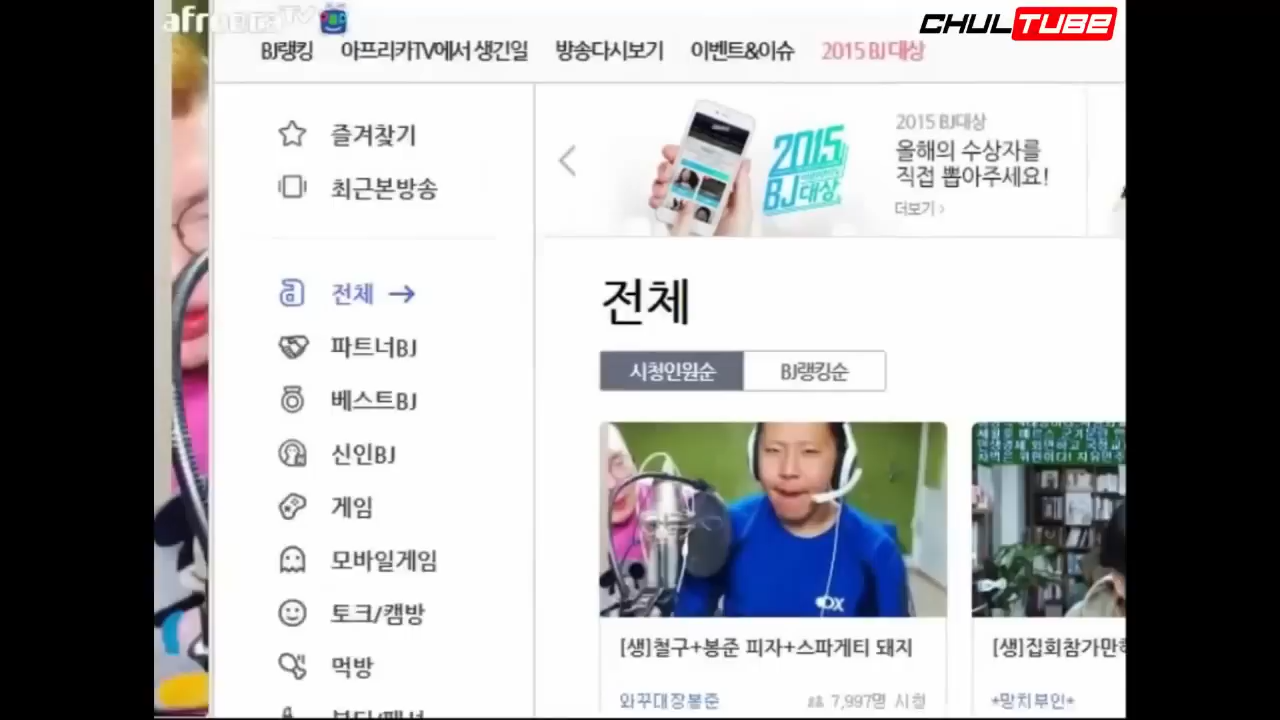 afreecaTV
CHULTUBE
BJ랭킹 아프리카TV에서 생긴일 방송다시보기 이벤트&이슈 2015 BJ 대상
즐겨찾기
최근본방송
2015
BJ대상
2015 BJ대상
올해의 수상자를
직접 뽑아주세요!
더보기 >
전체 →
파트너BJ
베스트BJ
신인BJ
게임
모바일게임
토크/캠방
먹방
전체
시청인원순 BJ랭킹순
[생]철구+봉준 피자+스파게티 돼지
와꾸대장봉준 7,997명 시청
[생]집회참가만
*망치부인*